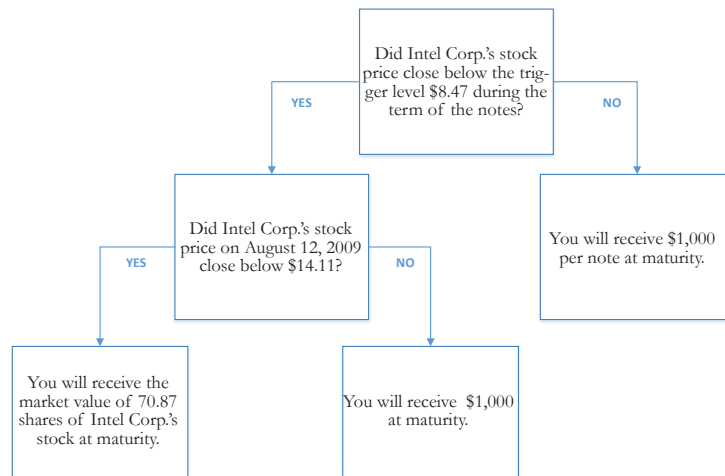 Did Intel Corp.'s stock
price close below the trig-
ger level $8.47 during the
term of the notes?
YES
NO
Did Intel Corp.'s stock
price on August 12, 2009
close below $14.11?
You will receive $1,000
per note at maturity.
YES
NO
You will receive the
market value of 70.87
shares of Intel Corp.'s
stock at maturity.
You will receive $1,000
at maturity.